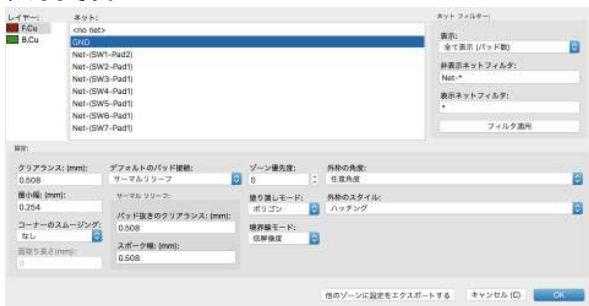 レイヤー:
F.Cu
B.Cu
ネット:
<no net>
GND
Net-(SW1-Pad2)
Net-(SW2-Pad1)
Net-(SW3-Pad1)
Net-(SW4-Pad1)
Net-(SW5-Pad1)
Net-(SW6-Pad1)
Net-(SW7-Pad1)
ネット フィルター:
表示:
全て表示 (パッド数)
非表示ネットフィルタ:
Net-*
表示ネットフィルタ:
*
フィルタ適用
設定:
クリアランス: (mm):
0.508
最小幅: (mm):
0.254
コーナーのスムージング:
なし
面取り長さ(mm):
0
デフォルトのパッド接続:
サーマルリリーフ
サーマル リリーフ:
パッド抜きのクリアランス: (mm):
0.508
スポーク幅: (mm):
0.508
ゾーン優先度:
0
塗り潰しモード:
ポリゴン
境界線モード:
低解像度
外枠の角度:
任意角度
外枠のスタイル:
ハッチング
他のゾーンに設定をエクスポートする
キャンセル (C)
OK